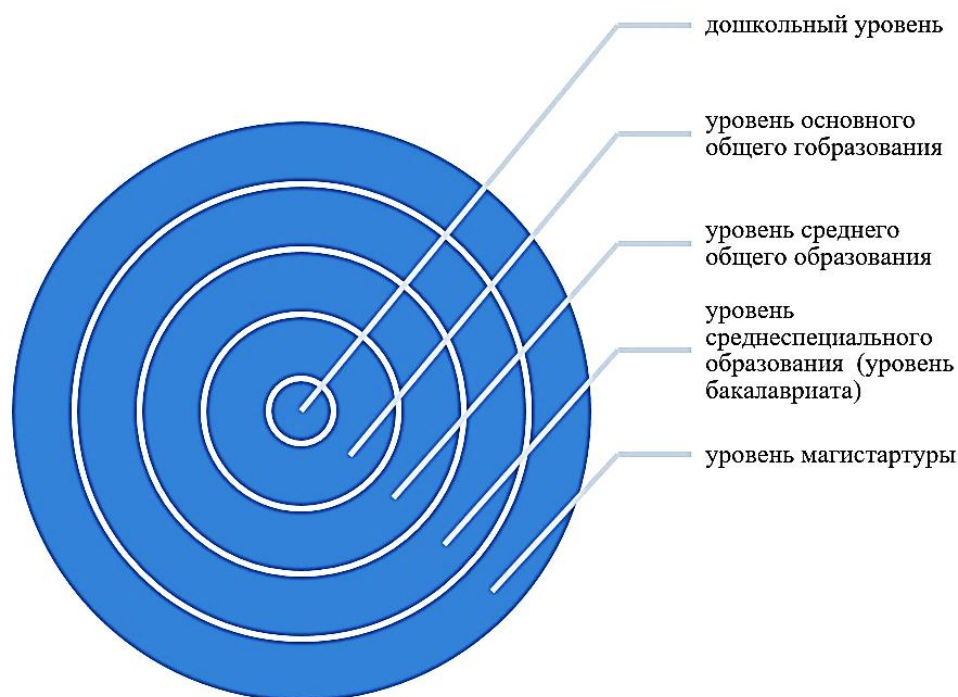 дошкольный уровень
уровень основного
общего гобразования
уровень среднего
общего образования
уровень
среднеспециального
образования (уровень
бакалавриата)
уровень магистартуры